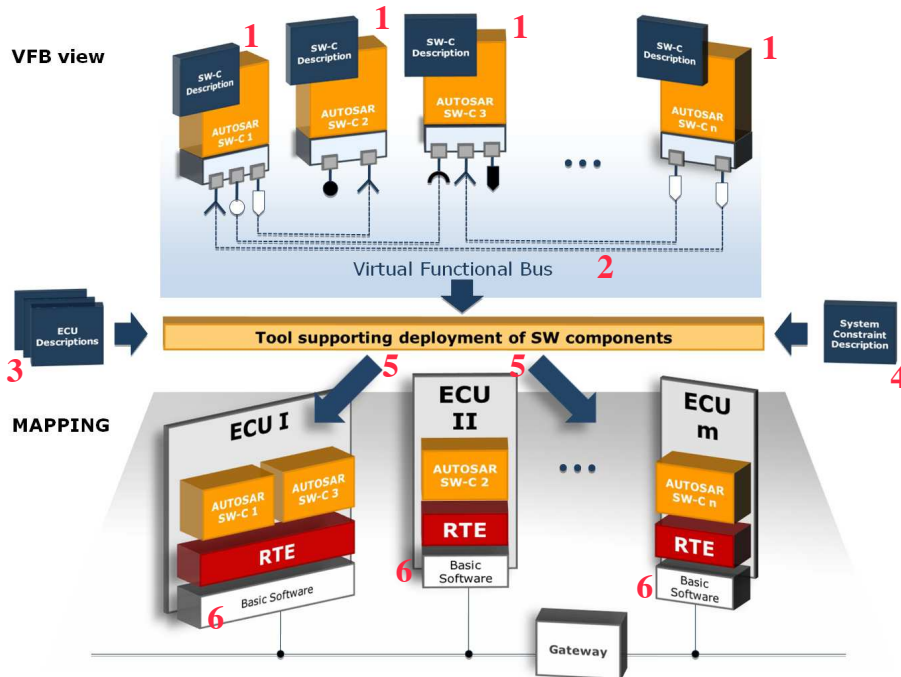 1
1
1
1
VFB view
SW-C
Description
SW-C
Description
SW-C
Description
SW-C
Description
AUTOSAR
SW-C 1
AUTOSAR
SW-C 2
AUTOSAR
SW-C 3
AUTOSAR
SW-C n
Virtual Functional Bus
2
ECU
Descriptions
3
Tool supporting deployment of SW components
System
Constraint
Description
4
5
5
MAPPING
ECU I
ECU
II
ECU
m
AUTOSAR
SW-C 1
AUTOSAR
SW-C 3
AUTOSAR
SW-C 2
AUTOSAR
SW-C n
RTE
RTE
RTE
Basic Software
6
Basic
Software
6
Basic
Software
6
Gateway